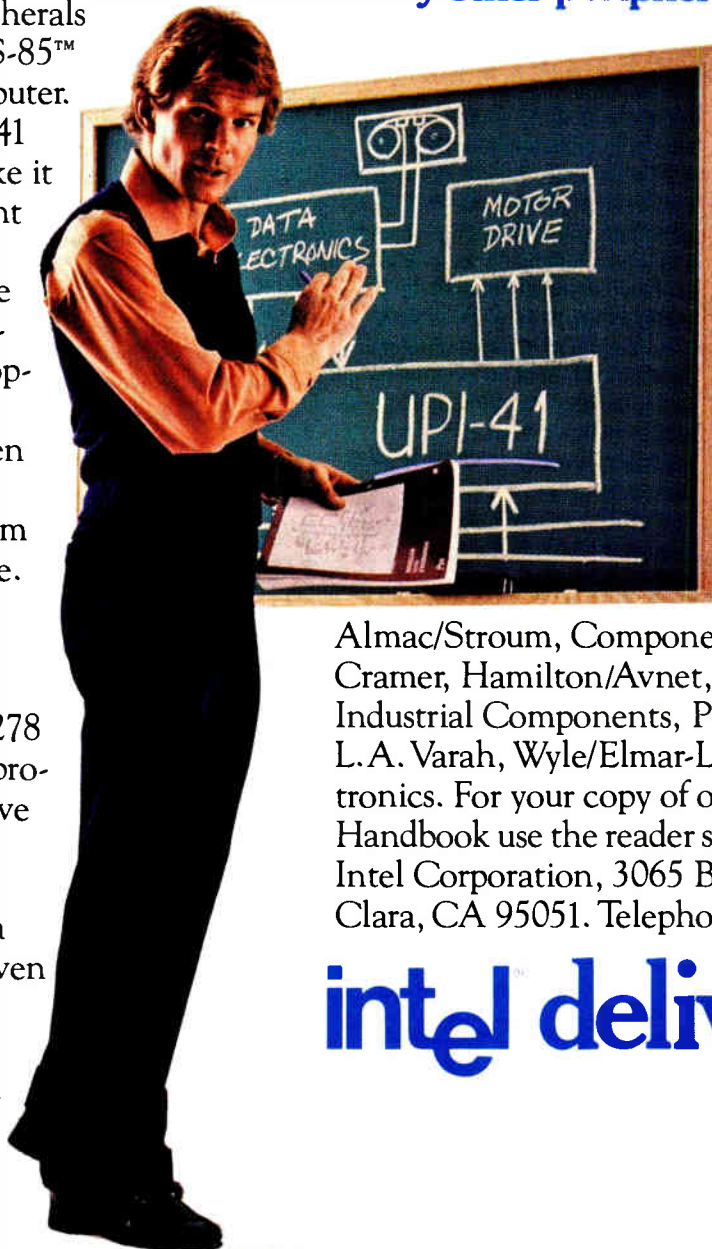 herals
S-85™
outer.
41
ke it
nt
e
-
op-
en
m
e.
278
pro-
ve
a
ven
DATA
ECTRONICS
MOTOR
DRIVE
UPI-41
Almac/Stroum, Compone
Cramer, Hamilton/Avnet,
Industrial Components, P
L.A. Varah, Wyle/Elmar-L
tronics. For your copy of o
Handbook use the reader s
Intel Corporation, 3065 B
Clara, CA 95051. Telepho
intel deliv